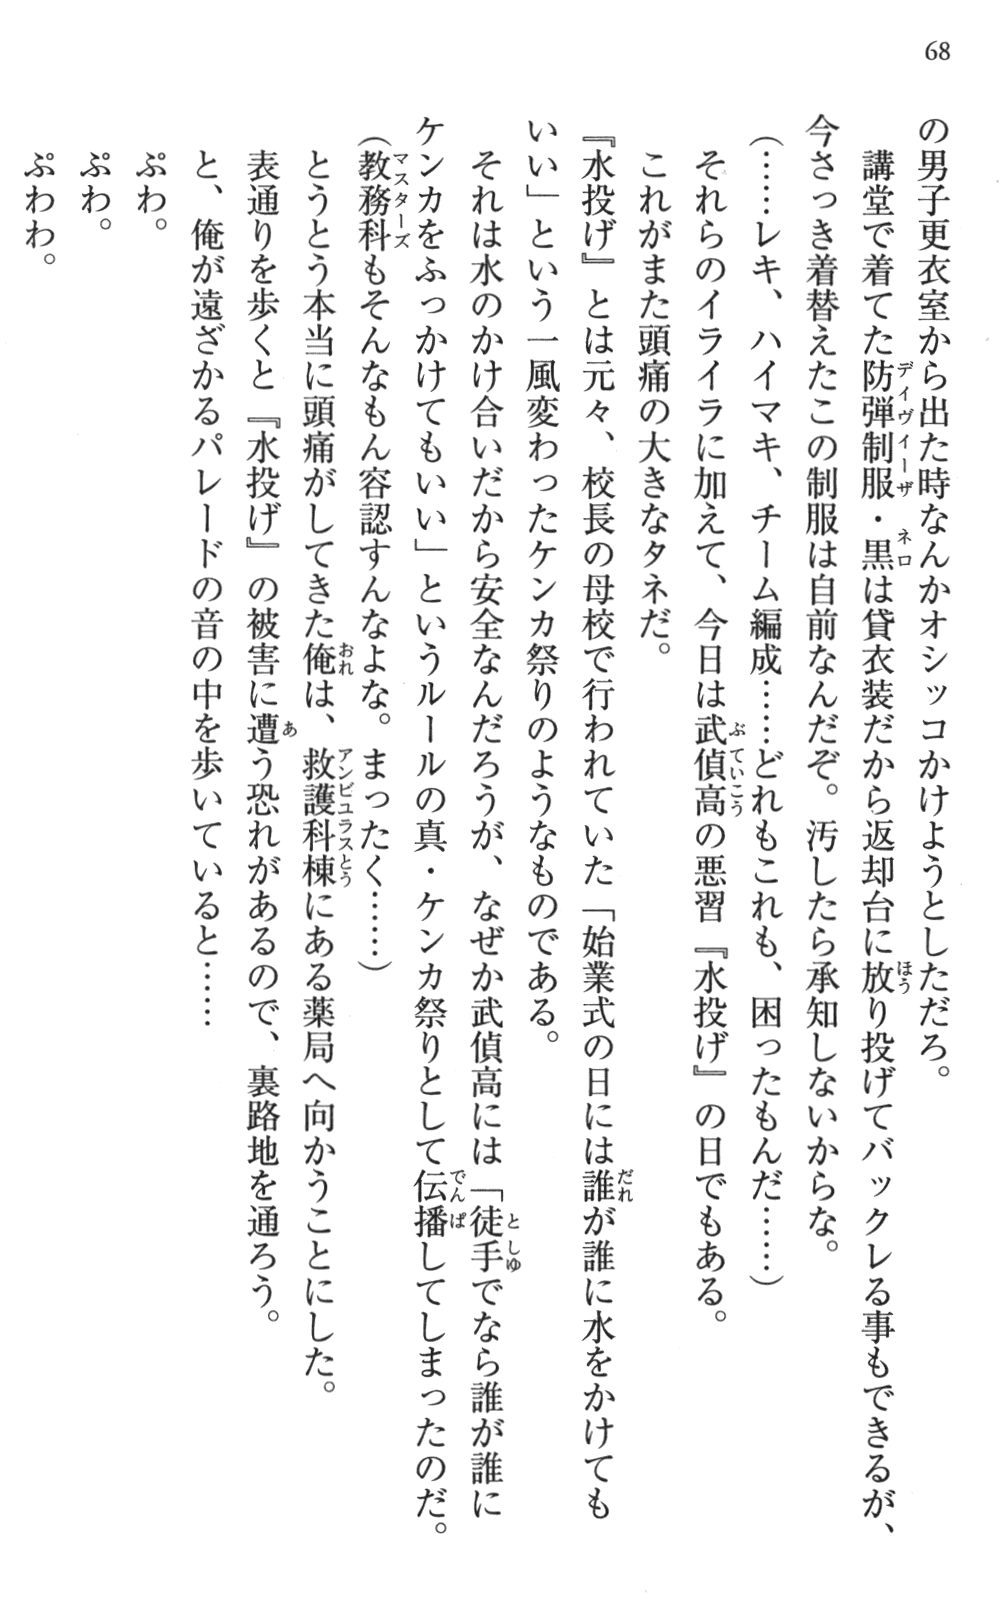 68
の男子更衣室から出た時なんかオシッコかけようとしただろ。
講堂で着てた防弾制服・黒は貸衣装だから返却台に放り投げてバックレる事もできるが、
今さっき着替えたこの制服は自前なんだぞ。汚したら承知しないからな。
（……レキ、ハイマキ、チーム編成……どれもこれも、困ったもんだ……）
それらのイライラに加えて、今日は武偵高の悪習『水投げ』の日でもある。
これがまた頭痛の大きなタネだ。
『水投げ』とは元々、校長の母校で行われていた「始業式の日には誰が誰に水をかけても
いい」という一風変わったケンカ祭りのようなものである。
それは水のかけ合いだから安全なんだろうが、なぜか武偵高には「徒手でなら誰が誰に
ケンカをふっかけてもいい」というルールの真・ケンカ祭りとして伝播してしまったのだ。
（教務科もそんなもん容認すんなよな。まったく……）
とうとう本当に頭痛がしてきた俺は、救護科棟にある薬局へ向かうことにした。
表通りを歩くと『水投げ』の被害に遭う恐れがあるので、裏路地を通ろう。
と、俺が遠ざかるパレードの音の中を歩いていると……
ぷわ。
ぷわ。
ぷわわ。